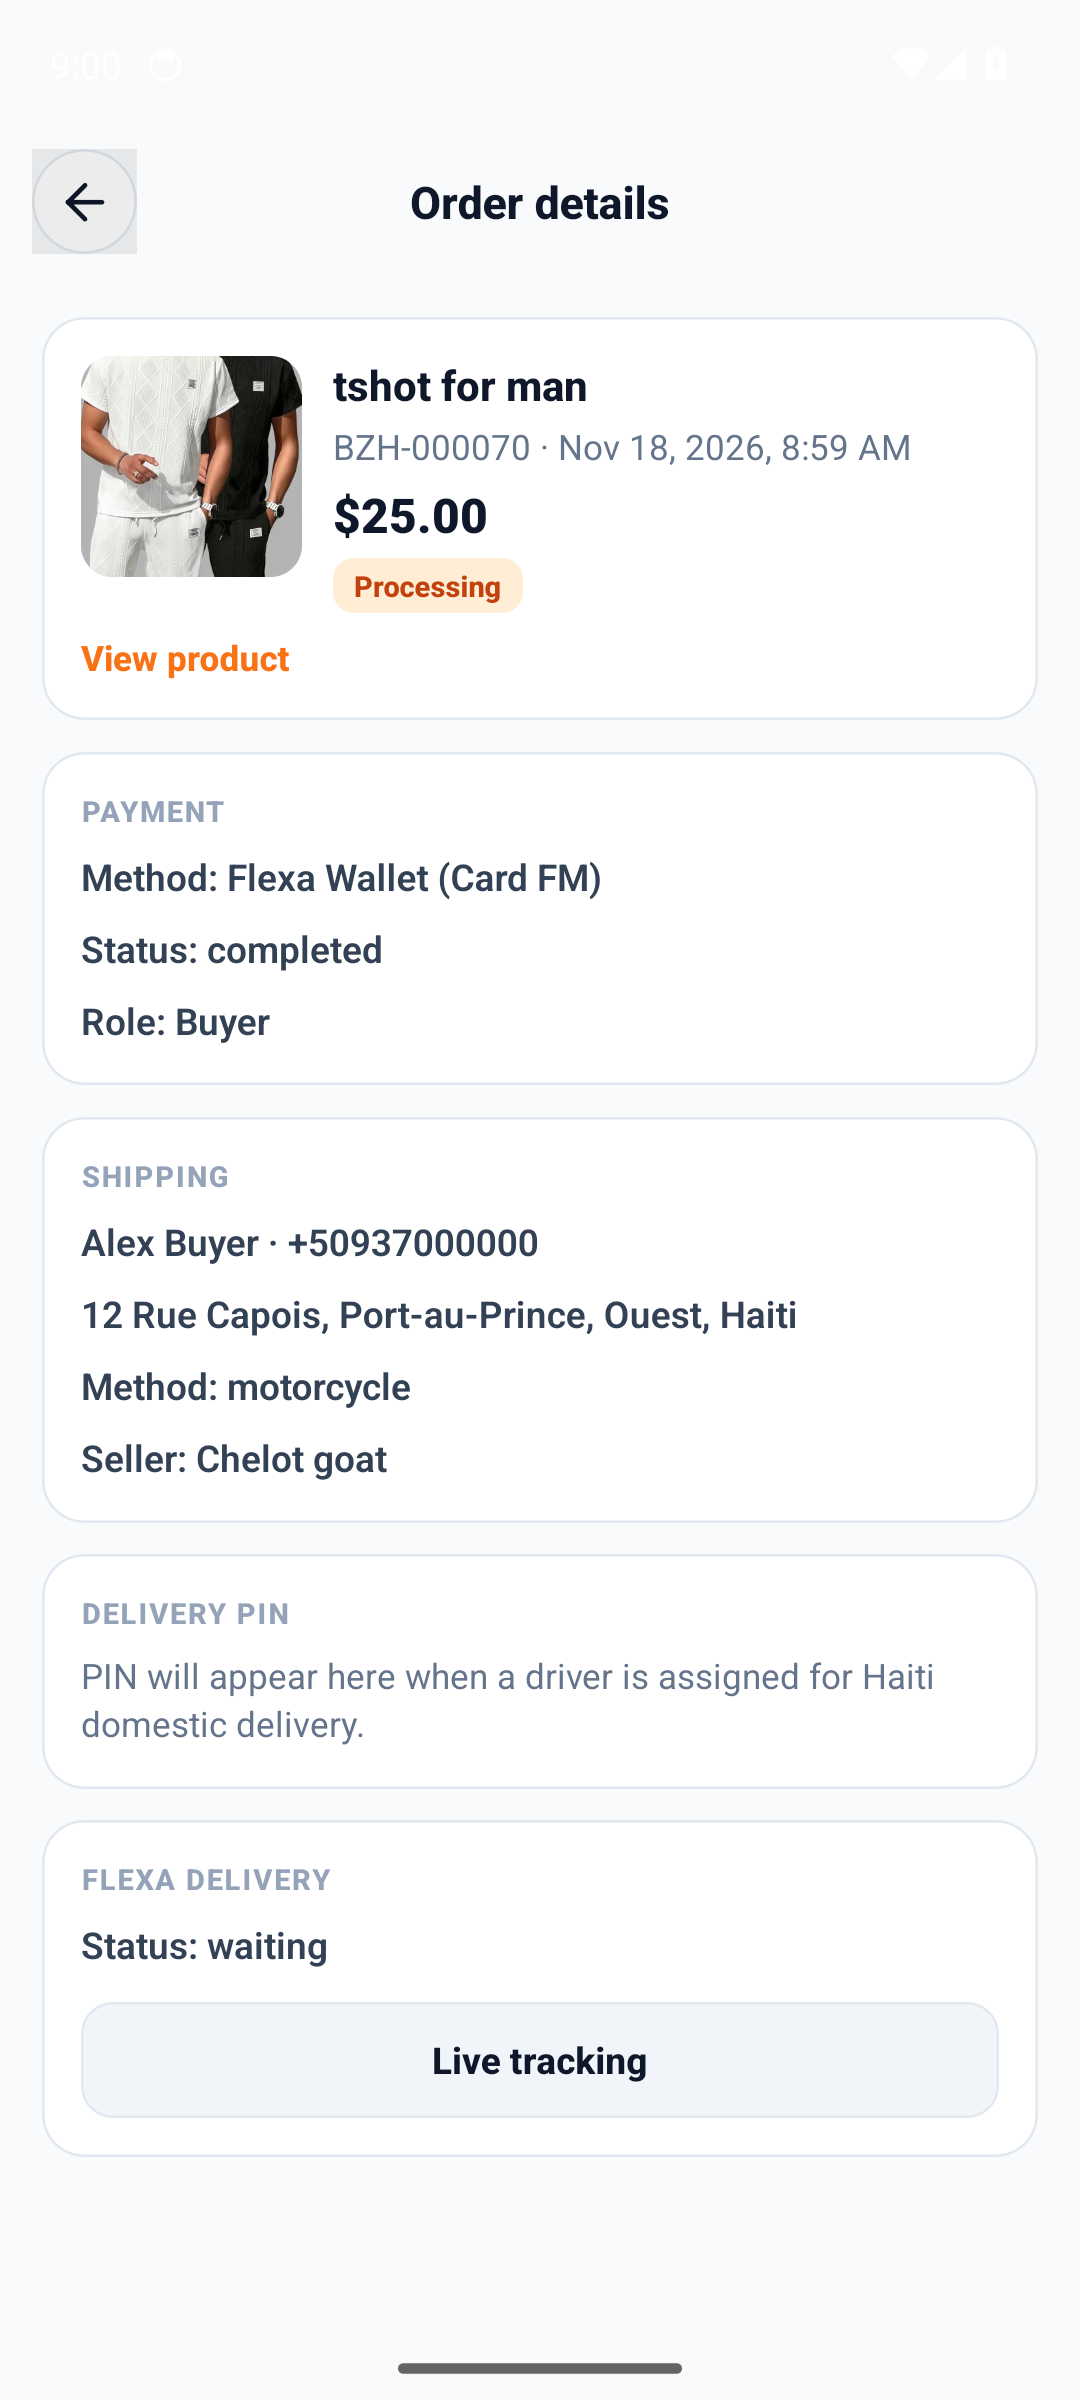 9:00
Order details
tshot for man
BZH-000070 · Nov 18, 2026, 8:59 AM
$25.00
Processing
View product
PAYMENT
Method: Flexa Wallet (Card FM)
Status: completed
Role: Buyer
SHIPPING
Alex Buyer · +50937000000
12 Rue Capois, Port-au-Prince, Ouest, Haiti
Method: motorcycle
Seller: Chelot goat
DELIVERY PIN
PIN will appear here when a driver is assigned for Haiti
domestic delivery.
FLEXA DELIVERY
Status: waiting
Live tracking